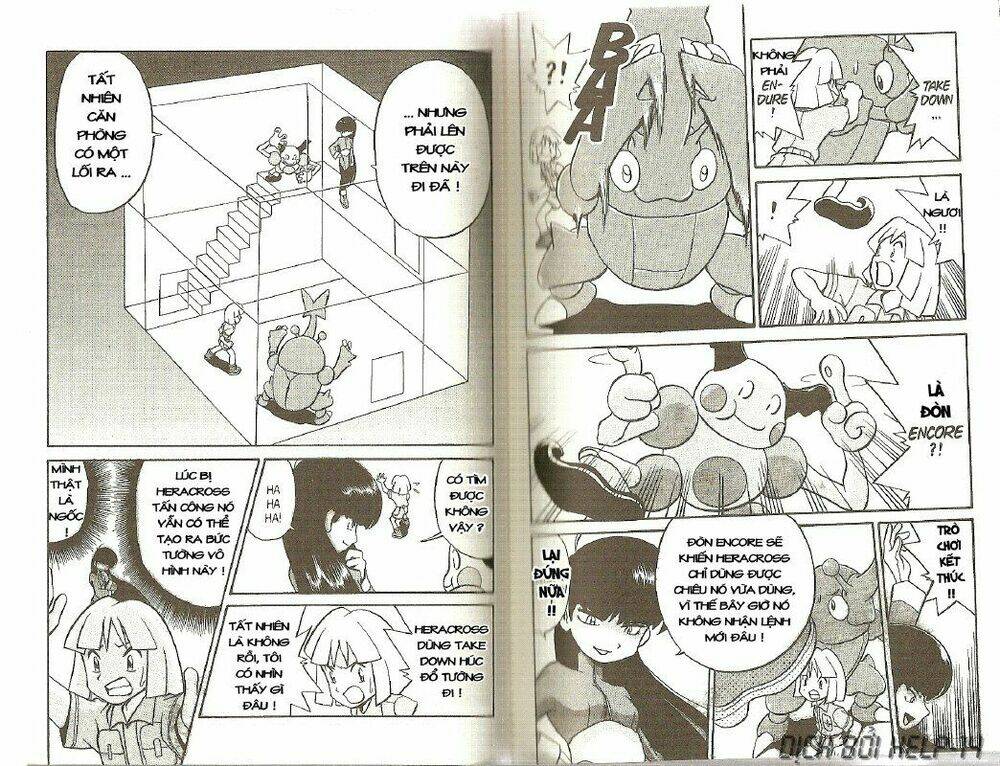 TAKE
DOWN
...
KHÔNG
PHẢI
EN-
DURE
!
BAA
?!
LÀ
NGƯƠI
!!
!
LÀ
ĐÒN
ENCORE
?!
TRÒ
CHƠI
KẾT
THÚC
!!
ĐÒN ENCORE SẼ
KHIẾN HERACROSS
CHỈ DÙNG ĐƯỢC
CHIÊU NÓ VỪA DÙNG,
VÌ THẾ BÂY GIỜ NÓ
KHÔNG NHẬN LỆNH
MỚI ĐÂU !
LẠI
ĐÚNG
NỮA
!!
TẤT
NHIÊN
CĂN
PHÒNG
CÓ MỘT
LỐI RA ...
... NHƯNG
PHẢI LÊN
ĐƯỢC
TRÊN NÀY
ĐI ĐÃ !
CÓ TÌM
ĐƯỢC
KHÔNG
VẬY ?
HA
HA
HA!
TẤT NHIÊN
LÀ KHÔNG
RỒI, TÔI
CÓ NHÌN
THẤY GÌ
ĐÂU !
HERACROSS
DÙNG TAKE
DOWN HÚC
ĐỔ TƯỜNG
ĐI !
LÚC BỊ
HERACROSS
TẤN CÔNG NÓ
VẪN CÓ THỂ
TẠO RA BỨC
TƯỜNG VÔ
HÌNH NÀY !
MÌNH
THẬT
LÀ
NGỐC
!
DỊCH BỞI HELP 14